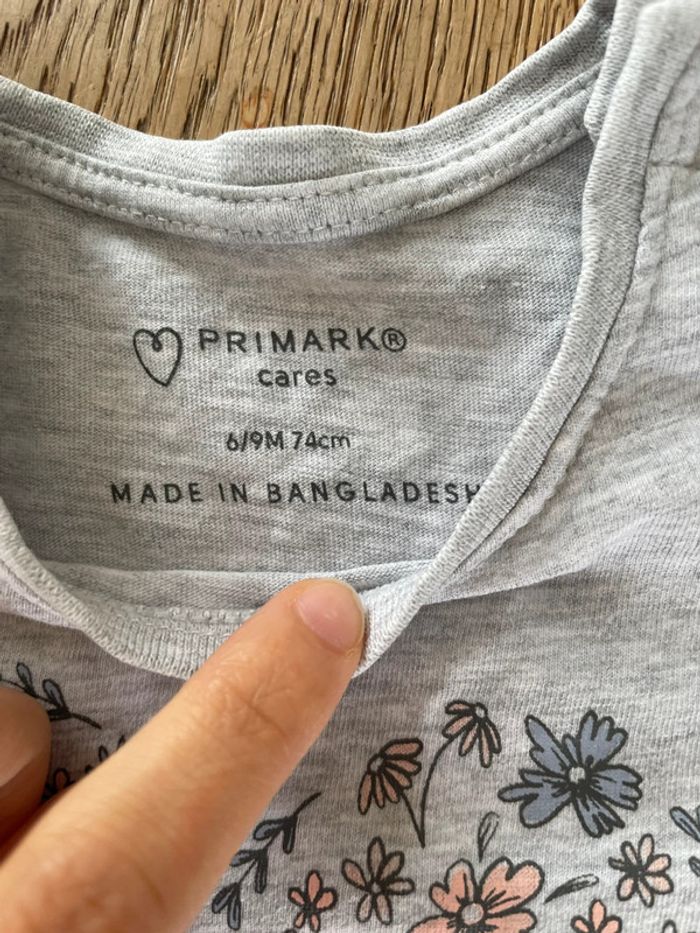 PRIMARK®
cares
6/9M 74cm
MADE IN BANGLADESH